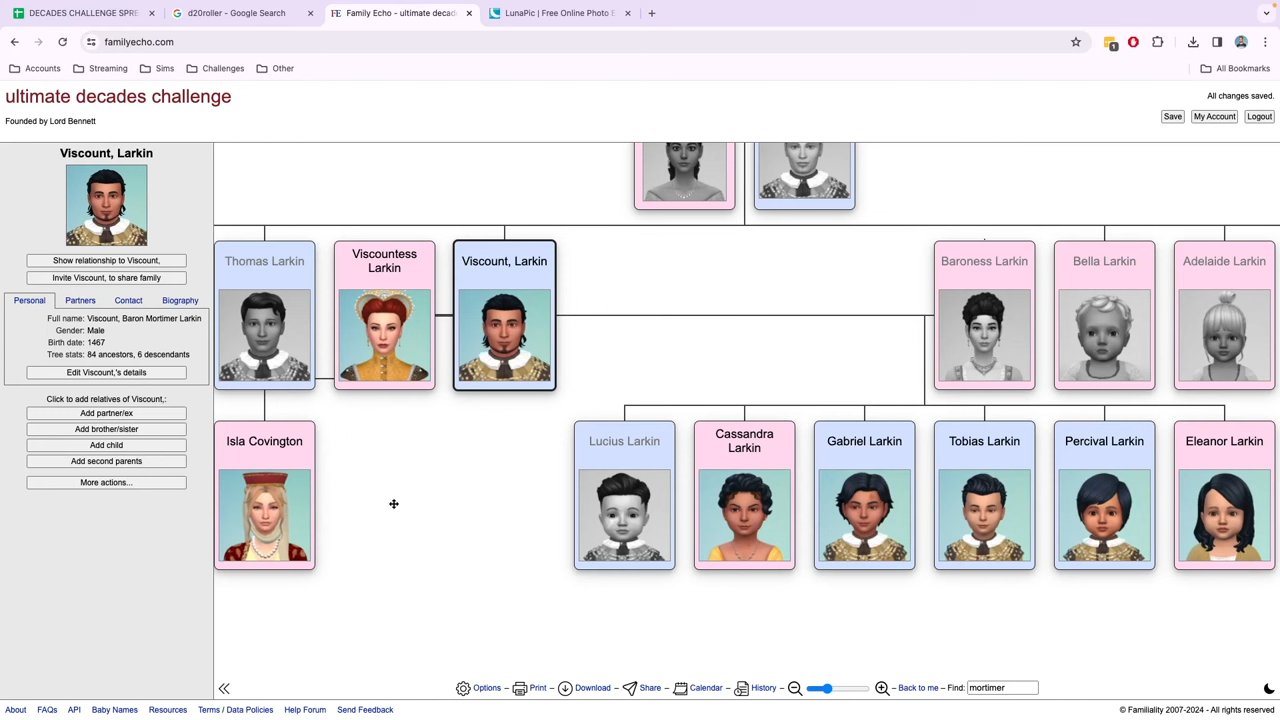 DECADES CHALLENGE SPRE
d20roller - Google Search
Family Echo - ultimate decad
LunaPic | Free Online Photo E
familyecho.com
1
Accounts
Streaming
Sims
Challenges
Other
All Bookmarks
ultimate decades challenge
Founded by Lord Bennett
All changes saved.
Save
My Account
Logout
Viscount, Larkin
Show relationship to Viscount,
Invite Viscount, to share family
Personal
Partners
Contact
Biography
Full name: Viscount, Baron Mortimer Larkin
Gender: Male
Birth date: 1467
Tree stats: 84 ancestors, 6 descendants
Edit Viscount,'s details
Click to add relatives of Viscount,:
Add partner/ex
Add brother/sister
Add child
Add second parents
More actions...
Thomas Larkin
Viscountess
Larkin
Viscount, Larkin
Baroness Larkin
Bella Larkin
Adelaide Larkin
Isla Covington
Lucius Larkin
Cassandra
Larkin
Gabriel Larkin
Tobias Larkin
Percival Larkin
Eleanor Larkin
Options – Print – Download – Share – Calendar – History – Back to me – Find: mortimer
About
FAQs
API
Baby Names
Resources
Terms / Data Policies
Help Forum
Send Feedback
© Familiality 2007-2024 - All rights reserved